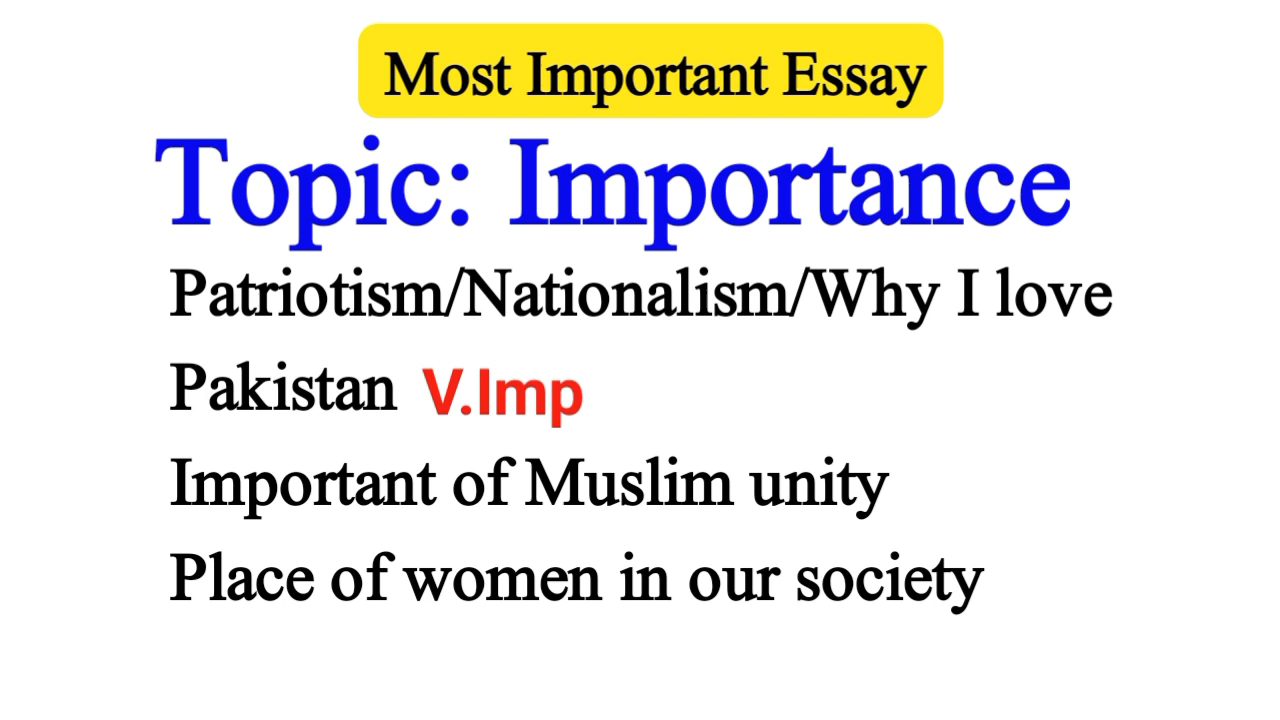 Most Important Essay
Topic: Importance
Patriotism/Nationalism/Why I love
Pakistan V.Imp
Important of Muslim unity
Place of women in our society